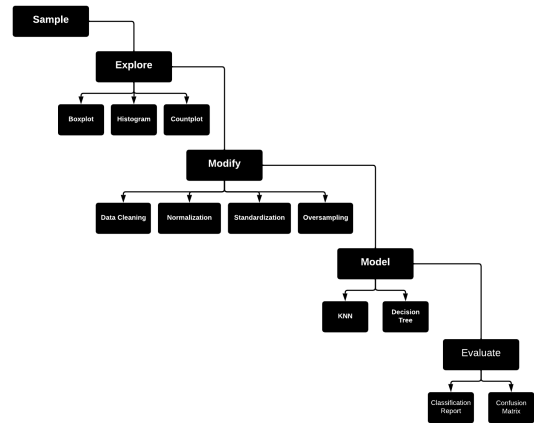 Sample
Explore
Boxplot
Histogram
Countplot
Modify
Data Cleaning
Normalization
Standardization
Oversampling
Model
KNN
Decision
Tree
Evaluate
Classification
Report
Confusion
Matrix